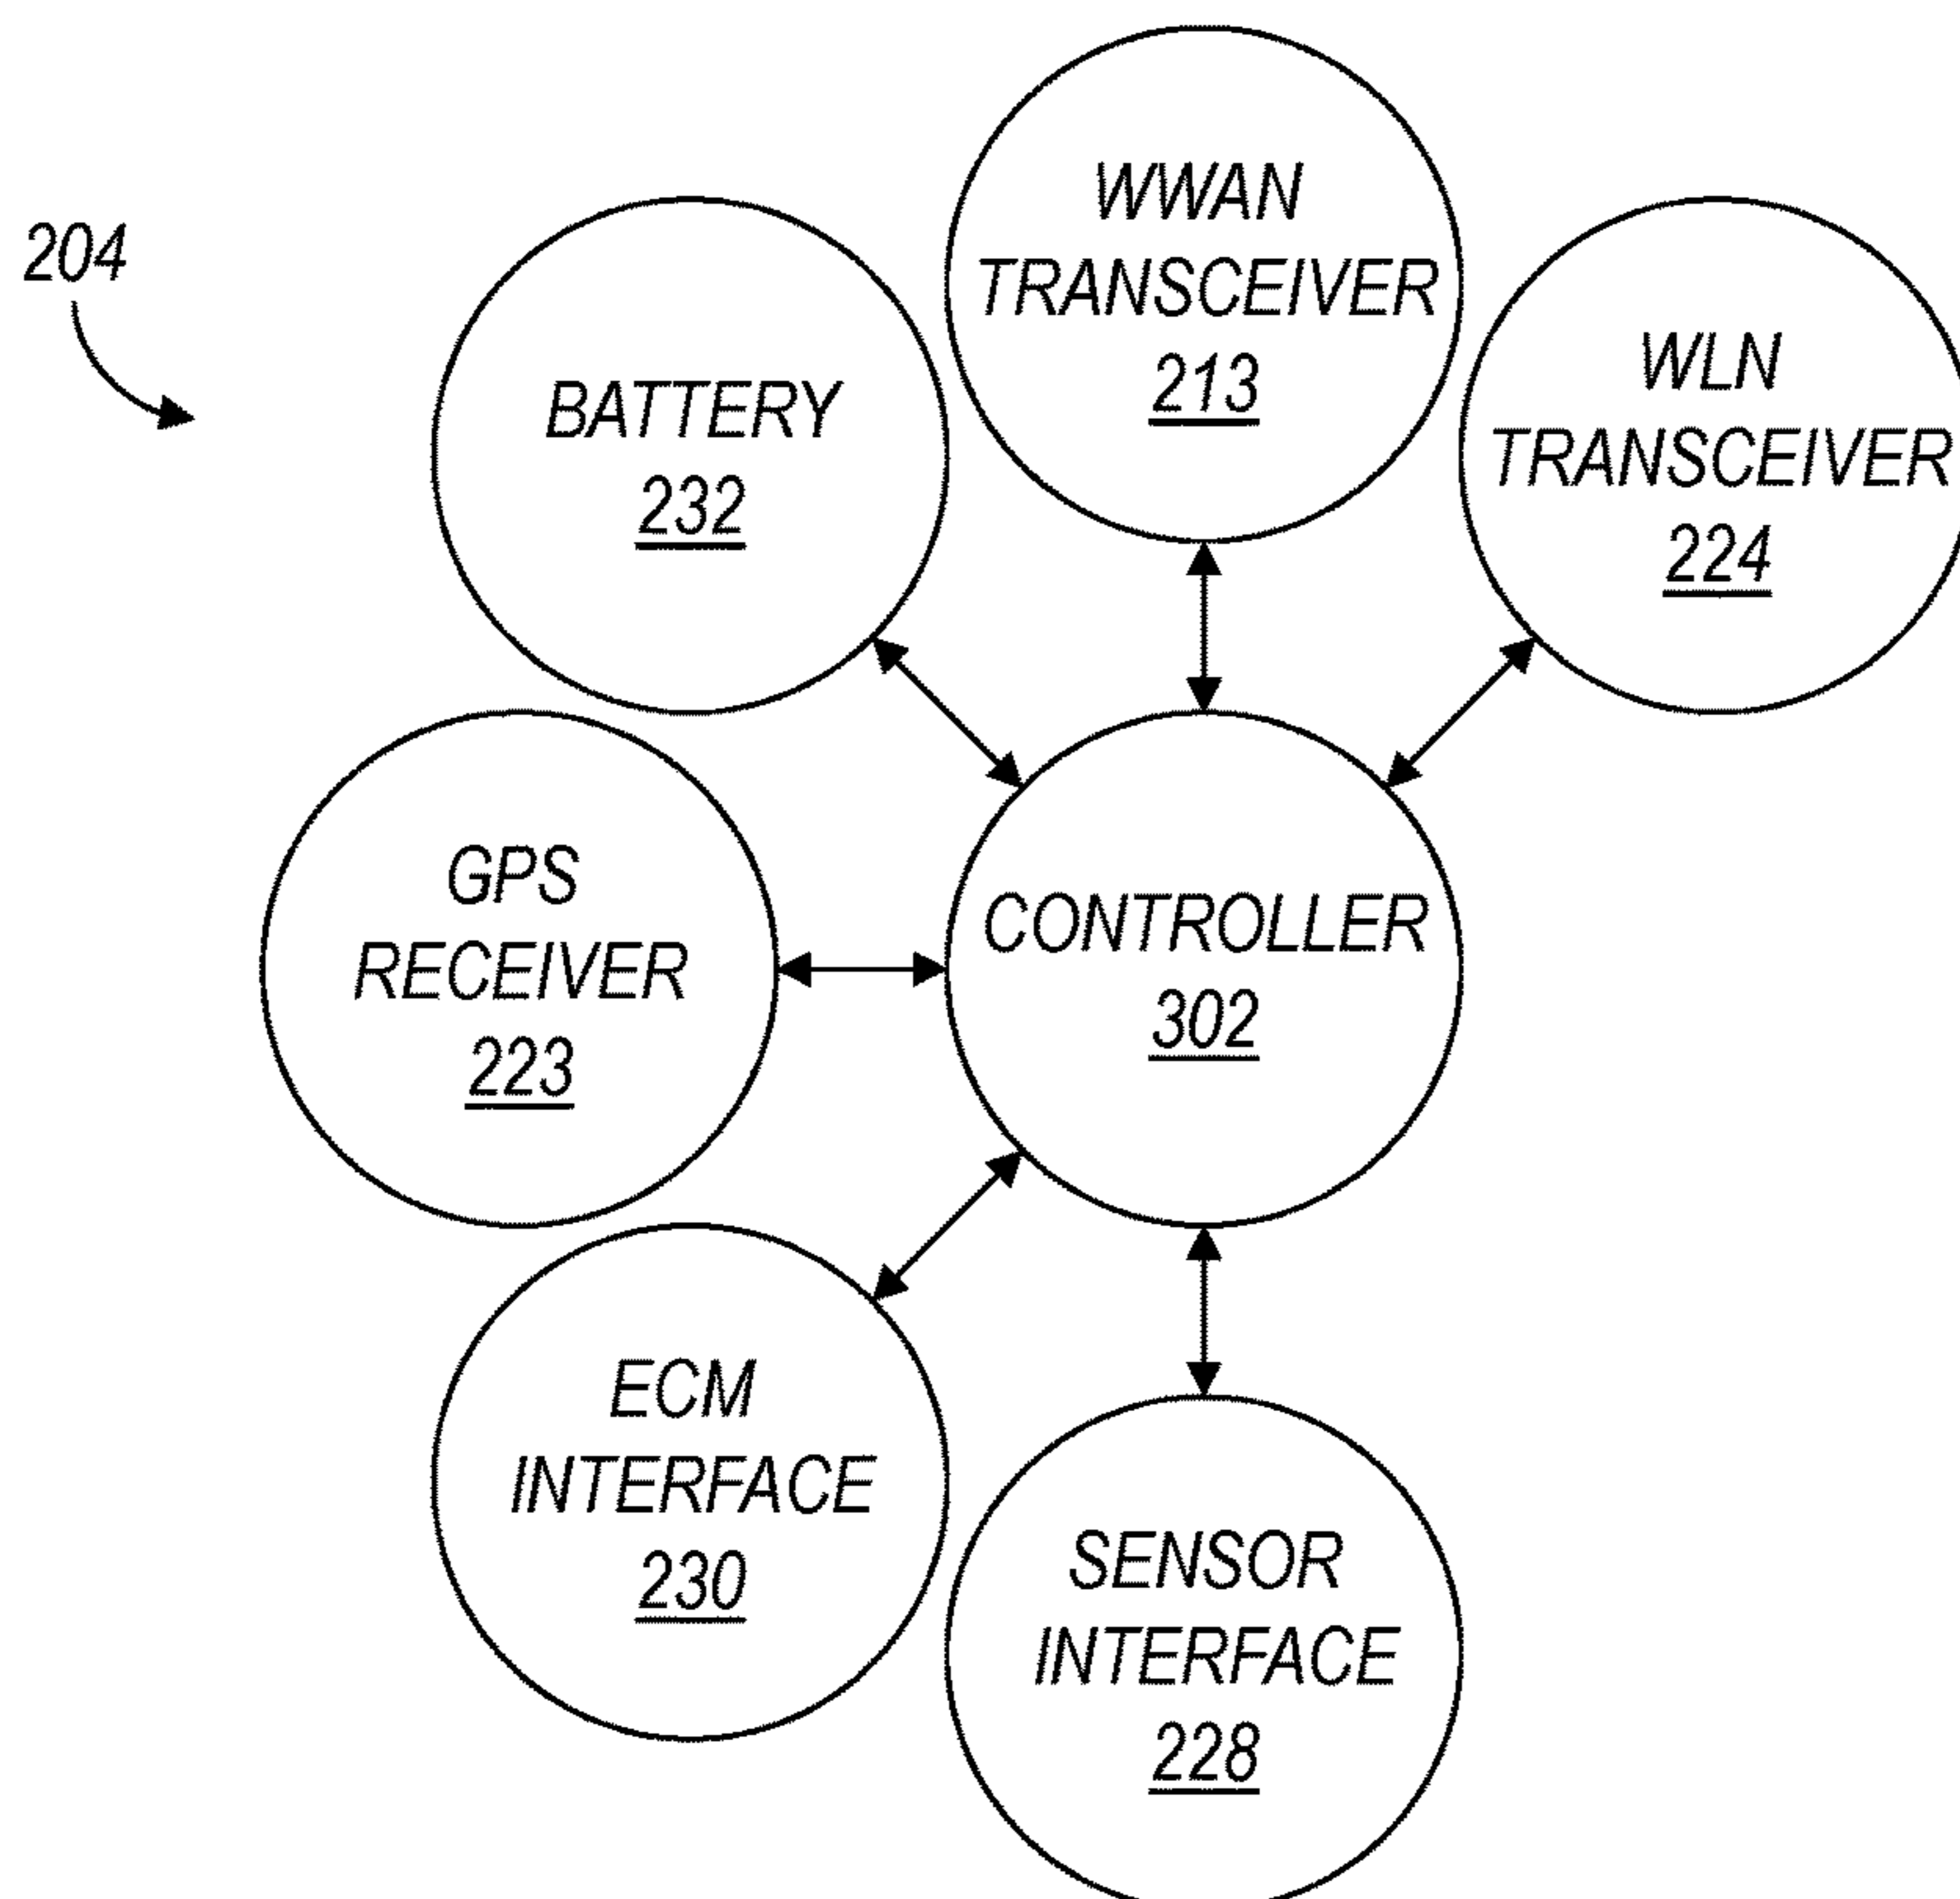 204
WWAN
TRANSCEIVER
213
BATTERY
232
WLN
TRANSCEIVER
224
GPS
RECEIVER
223
CONTROLLER
302
ECM
INTERFACE
230
SENSOR
INTERFACE
228